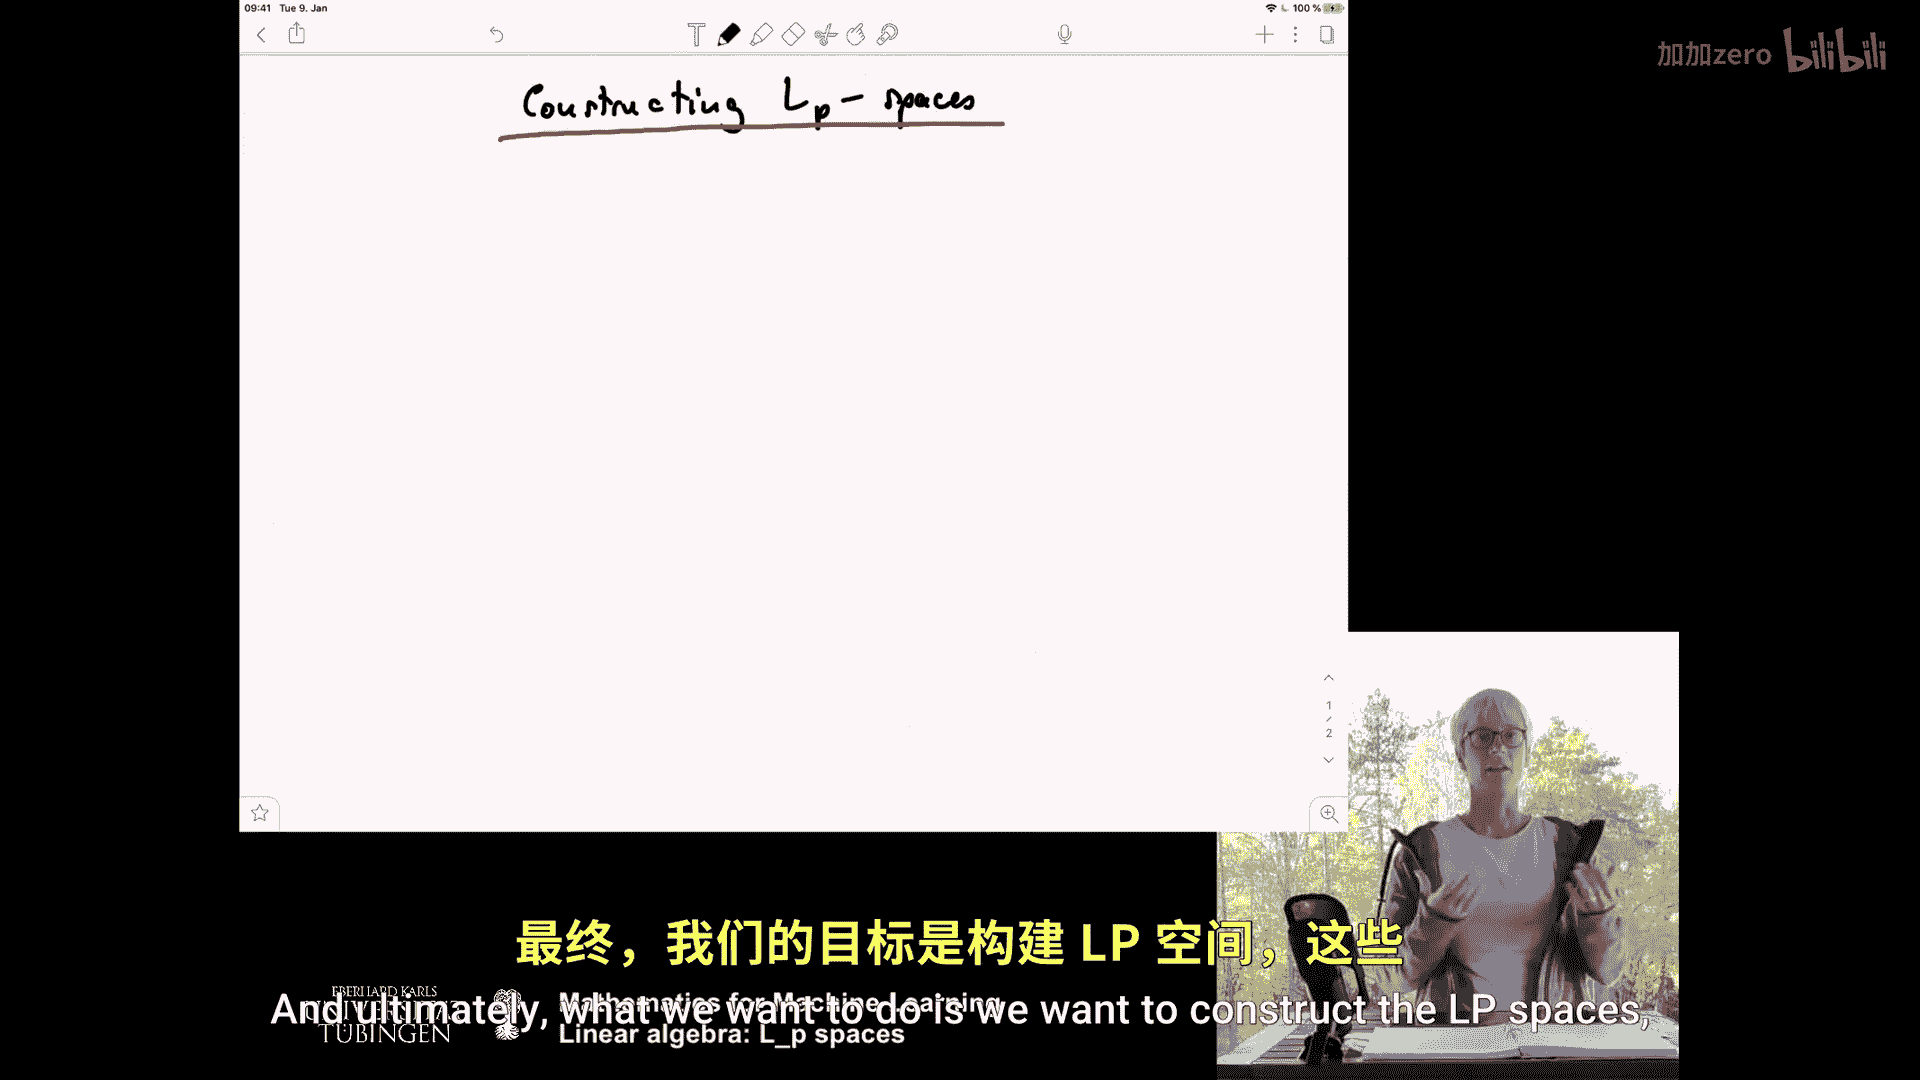 09:41 Tue 9. Jan
100 %
加加zero bilibili
Constructing Lp - spaces
T
1
/
2
最终，我们的目标是构建 LP 空间，这些
And ultimately, what we want to do is we want to construct the LP spaces,
EBERHARD KARLS
TÜBINGEN
Mathematics for Machine Learning
Linear algebra: L_p spaces